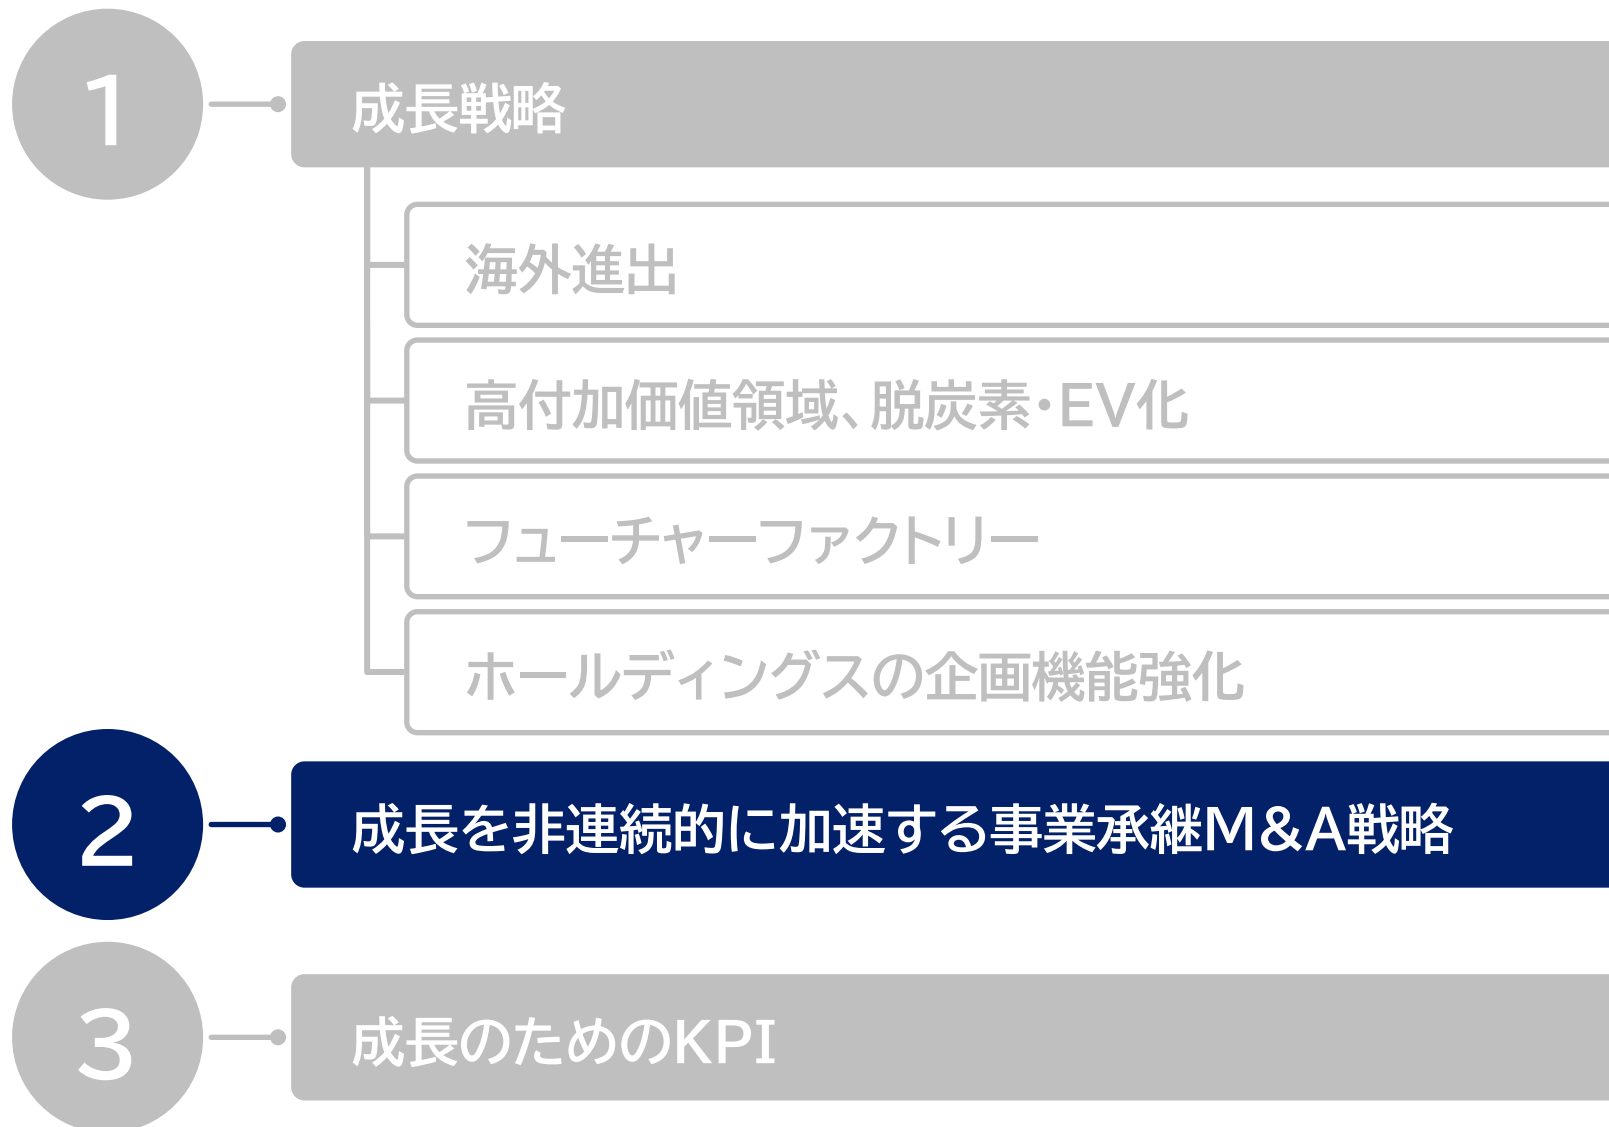 1
成長戦略
海外進出
高付加価値領域、脱炭素・EV化
フューチャーファクトリー
ホールディングスの企画機能強化
2
成長を非連続的に加速する事業承継M&A戦略
3
成長のためのKPI